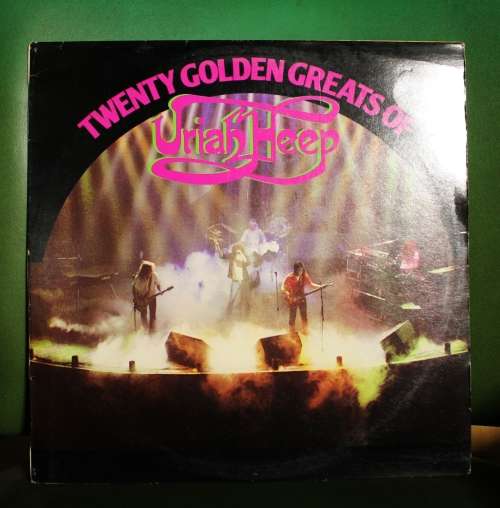 TWENTY GOLDEN GREATS OF
Uriah Heep